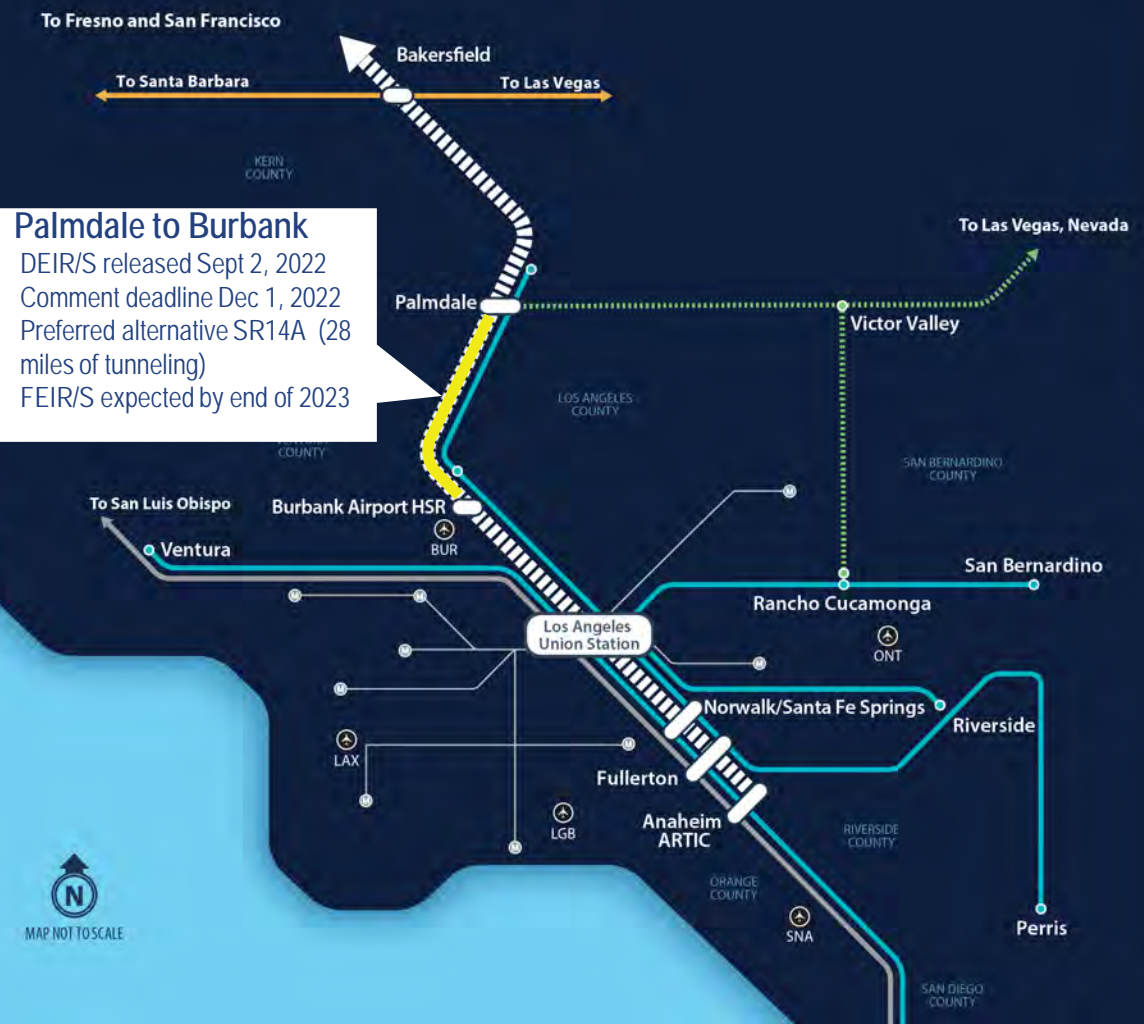 To Fresno and San Francisco
Bakersfield
To Santa Barbara
To Las Vegas
KERN
COUNTY
Palmdale to Burbank
DEIR/S released Sept 2, 2022
Comment deadline Dec 1, 2022
Preferred alternative SR14A (28
miles of tunneling)
FEIR/S expected by end of 2023
To Las Vegas, Nevada
Palmdale
Victor Valley
LOS ANGELES
COUNTY
COUNTY
SAN BERNARDINO
COUNTY
To San Luis Obispo
Burbank Airport HSR
M
BUR
Ventura
San Bernardino
M
M
Rancho Cucamonga
Los Angeles
Union Station
ONT
M
M
M
Norwalk/Santa Fe Springs
Riverside
LAX
M
Fullerton
M
LGB
Anaheim
ARTIC
RIVERSIDE
COUNTY
M
ORANGE
COUNTY
N
MAP NOT TO SCALE
SNA
Perris
SAN DIEGO
COUNTY